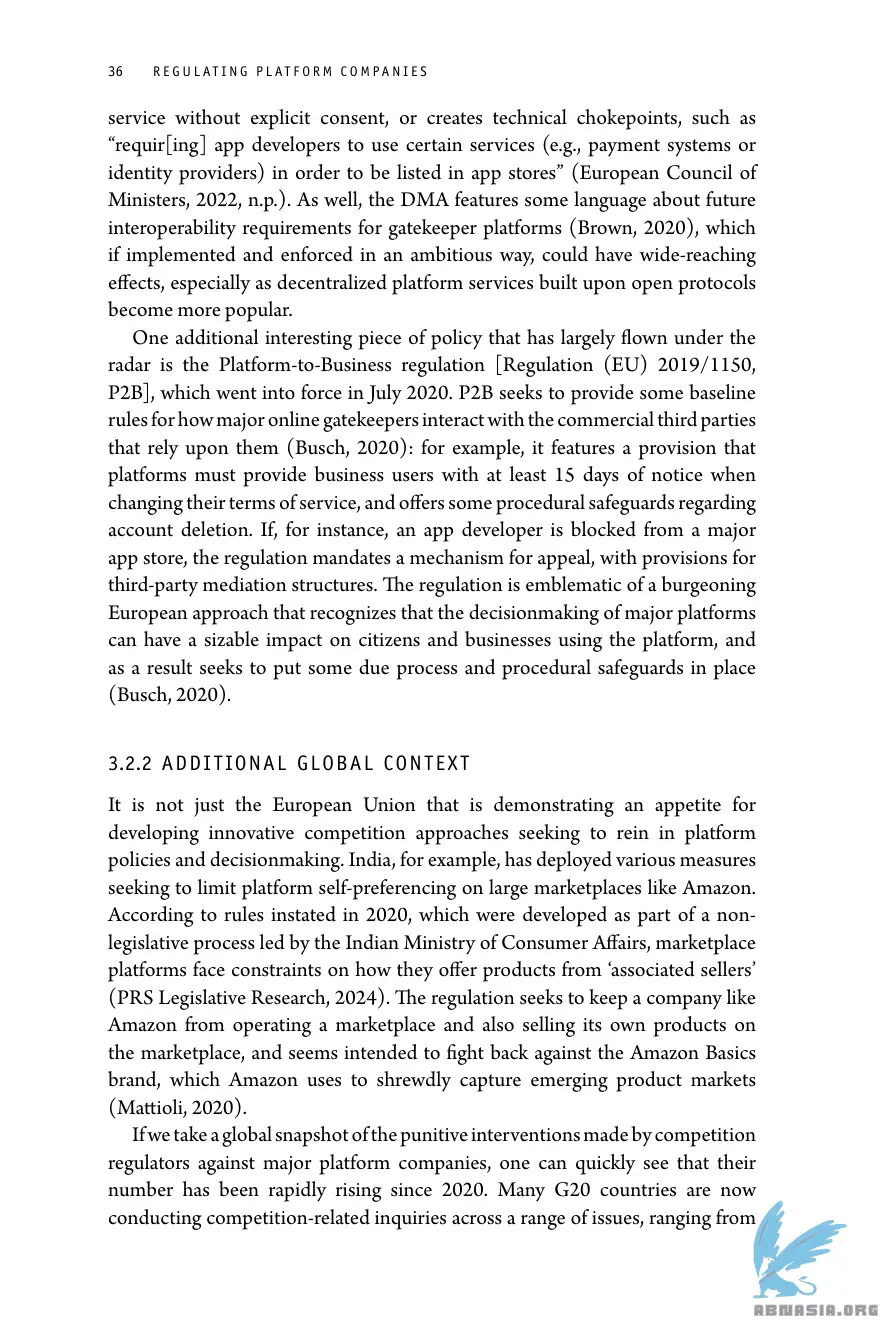 36 REGULATING PLATFORM COMPANIES
service without explicit consent, or creates technical chokepoints, such as
“requir[ing] app developers to use certain services (e.g., payment systems or
identity providers) in order to be listed in app stores” (European Council of
Ministers, 2022, n.p.). As well, the DMA features some language about future
interoperability requirements for gatekeeper platforms (Brown, 2020), which
if implemented and enforced in an ambitious way, could have wide-reaching
effects, especially as decentralized platform services built upon open protocols
become more popular.
One additional interesting piece of policy that has largely flown under the
radar is the Platform-to-Business regulation [Regulation (EU) 2019/1150,
P2B], which went into force in July 2020. P2B seeks to provide some baseline
rules for how major online gatekeepers interact with the commercial third parties
that rely upon them (Busch, 2020): for example, it features a provision that
platforms must provide business users with at least 15 days of notice when
changing their terms of service, and offers some procedural safeguards regarding
account deletion. If, for instance, an app developer is blocked from a major
app store, the regulation mandates a mechanism for appeal, with provisions for
third-party mediation structures. The regulation is emblematic of a burgeoning
European approach that recognizes that the decisionmaking of major platforms
can have a sizable impact on citizens and businesses using the platform, and
as a result seeks to put some due process and procedural safeguards in place
(Busch, 2020).
3.2.2 ADDITIONAL GLOBAL CONTEXT
It is not just the European Union that is demonstrating an appetite for
developing innovative competition approaches seeking to rein in platform
policies and decisionmaking. India, for example, has deployed various measures
seeking to limit platform self-preferencing on large marketplaces like Amazon.
According to rules instated in 2020, which were developed as part of a non-
legislative process led by the Indian Ministry of Consumer Affairs, marketplace
platforms face constraints on how they offer products from ‘associated sellers’
(PRS Legislative Research, 2024). The regulation seeks to keep a company like
Amazon from operating a marketplace and also selling its own products on
the marketplace, and seems intended to fight back against the Amazon Basics
brand, which Amazon uses to shrewdly capture emerging product markets
(Mattioli, 2020).
If we take a global snapshot of the punitive interventions made by competition
regulators against major platform companies, one can quickly see that their
number has been rapidly rising since 2020. Many G20 countries are now
conducting competition-related inquiries across a range of issues, ranging from
ABNASIA.ORG